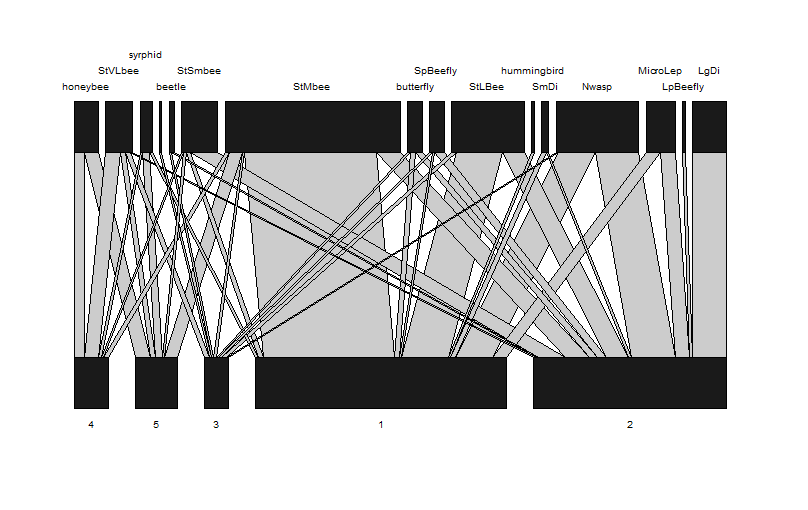 syrphid
StVLbee StSmbee SpBeefly hummingbird MicroLep LgDi
honeybee beetle StMbee butterfly StLBee SmDi Nwasp LpBeefly
4 5 3 1 2